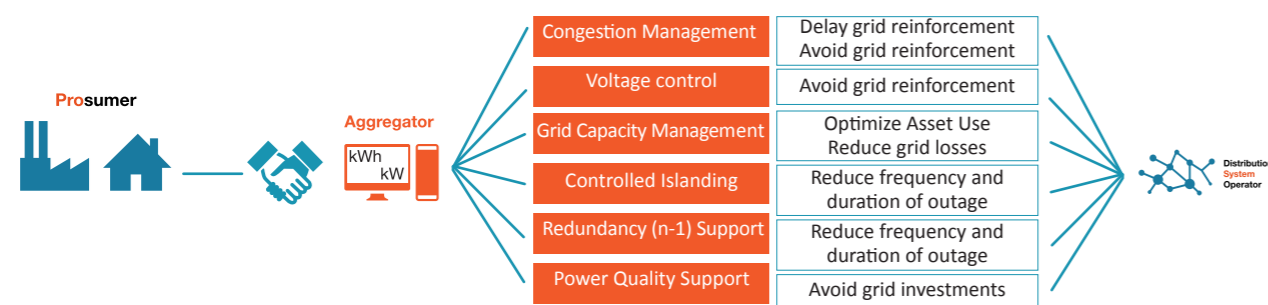 Prosumer
Aggregator
kWh
kW
Congestion Management
Delay grid reinforcement
Avoid grid reinforcement
Voltage control
Avoid grid reinforcement
Grid Capacity Management
Optimize Asset Use
Reduce grid losses
Controlled Islanding
Reduce frequency and
duration of outage
Redundancy (n-1) Support
Reduce frequency and
duration of outage
Power Quality Support
Avoid grid investments
Distribution
System
Operator